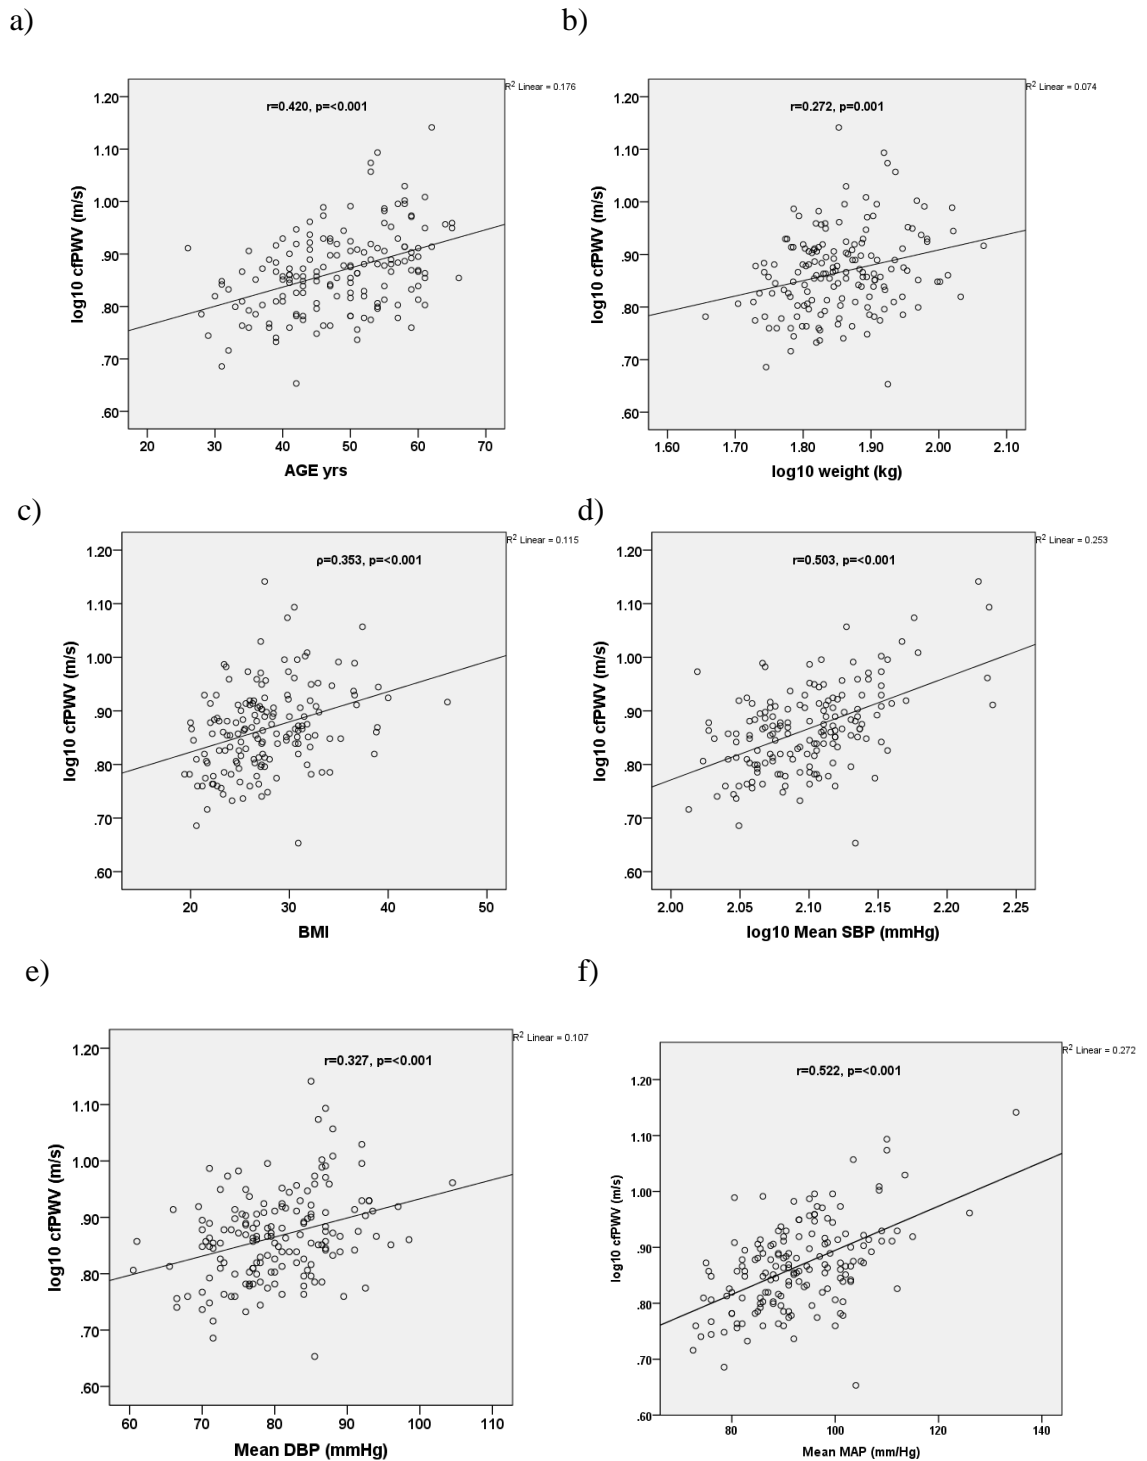 a)
b)
R² Linear = 0.176
R² Linear = 0.074
r=0.420, p=<0.001
r=0.272, p=0.001
1.20
1.10
1.00
.90
.80
.70
.60
log10 cfPWV (m/s)
20 30 40 50 60 70
AGE yrs
1.20
1.10
1.00
.90
.80
.70
.60
log10 cfPWV (m/s)
1.60 1.70 1.80 1.90 2.00 2.10
log10 weight (kg)
c)
d)
R² Linear = 0.115
R² Linear = 0.253
ρ=0.353, p=<0.001
r=0.503, p=<0.001
1.20
1.10
1.00
.90
.80
.70
.60
log10 cfPWV (m/s)
20 30 40 50
BMI
1.20
1.10
1.00
.90
.80
.70
.60
log10 cfPWV (m/s)
2.00 2.05 2.10 2.15 2.20 2.25
log10 Mean SBP (mmHg)
e)
f)
R² Linear = 0.107
R² Linear = 0.272
r=0.327, p=<0.001
r=0.522, p=<0.001
1.20
1.10
1.00
.90
.80
.70
.60
log10 cfPWV (m/s)
60 70 80 90 100 110
Mean DBP (mmHg)
1.20
1.10
1.00
.90
.80
.70
.60
log10 cfPWV (m/s)
80 100 120 140
Mean MAP (mm/Hg)